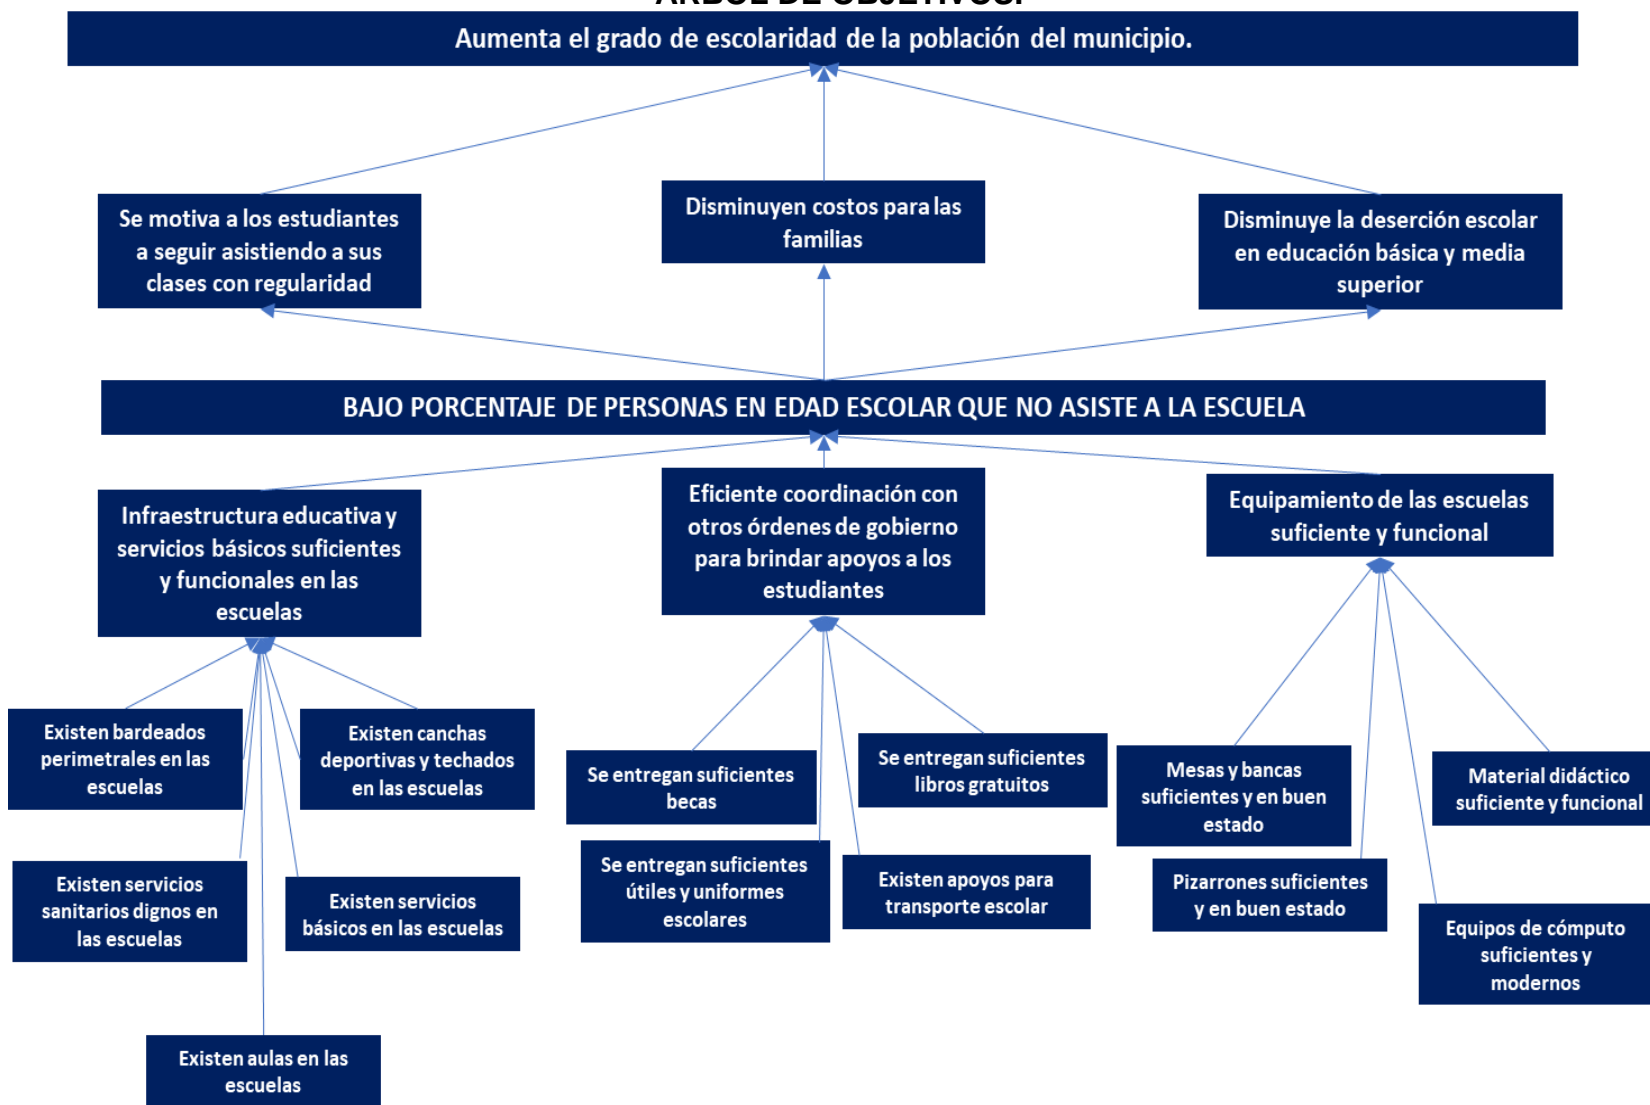 ÁRBOL DE OBJETIVOS.
Aumenta el grado de escolaridad de la población del municipio.
Se motiva a los estudiantes
a seguir asistiendo a sus
clases con regularidad
Disminuyen costos para las
familias
Disminuye la deserción escolar
en educación básica y media
superior
BAJO PORCENTAJE DE PERSONAS EN EDAD ESCOLAR QUE NO ASISTE A LA ESCUELA
Infraestructura educativa y
servicios básicos suficientes
y funcionales en las
escuelas
Eficiente coordinación con
otros órdenes de gobierno
para brindar apoyos a los
estudiantes
Equipamiento de las escuelas
suficiente y funcional
Existen bardeados
perimetrales en las
escuelas
Existen canchas
deportivas y techados
en las escuelas
Existen servicios
sanitarios dignos en
las escuelas
Existen servicios
básicos en las escuelas
Existen aulas en las
escuelas
Se entregan suficientes
becas
Se entregan suficientes
libros gratuitos
Se entregan suficientes
útiles y uniformes
escolares
Existen apoyos para
transporte escolar
Mesas y bancas
suficientes y en buen
estado
Material didáctico
suficiente y funcional
Pizarrones suficientes
y en buen estado
Equipos de cómputo
suficientes y
modernos